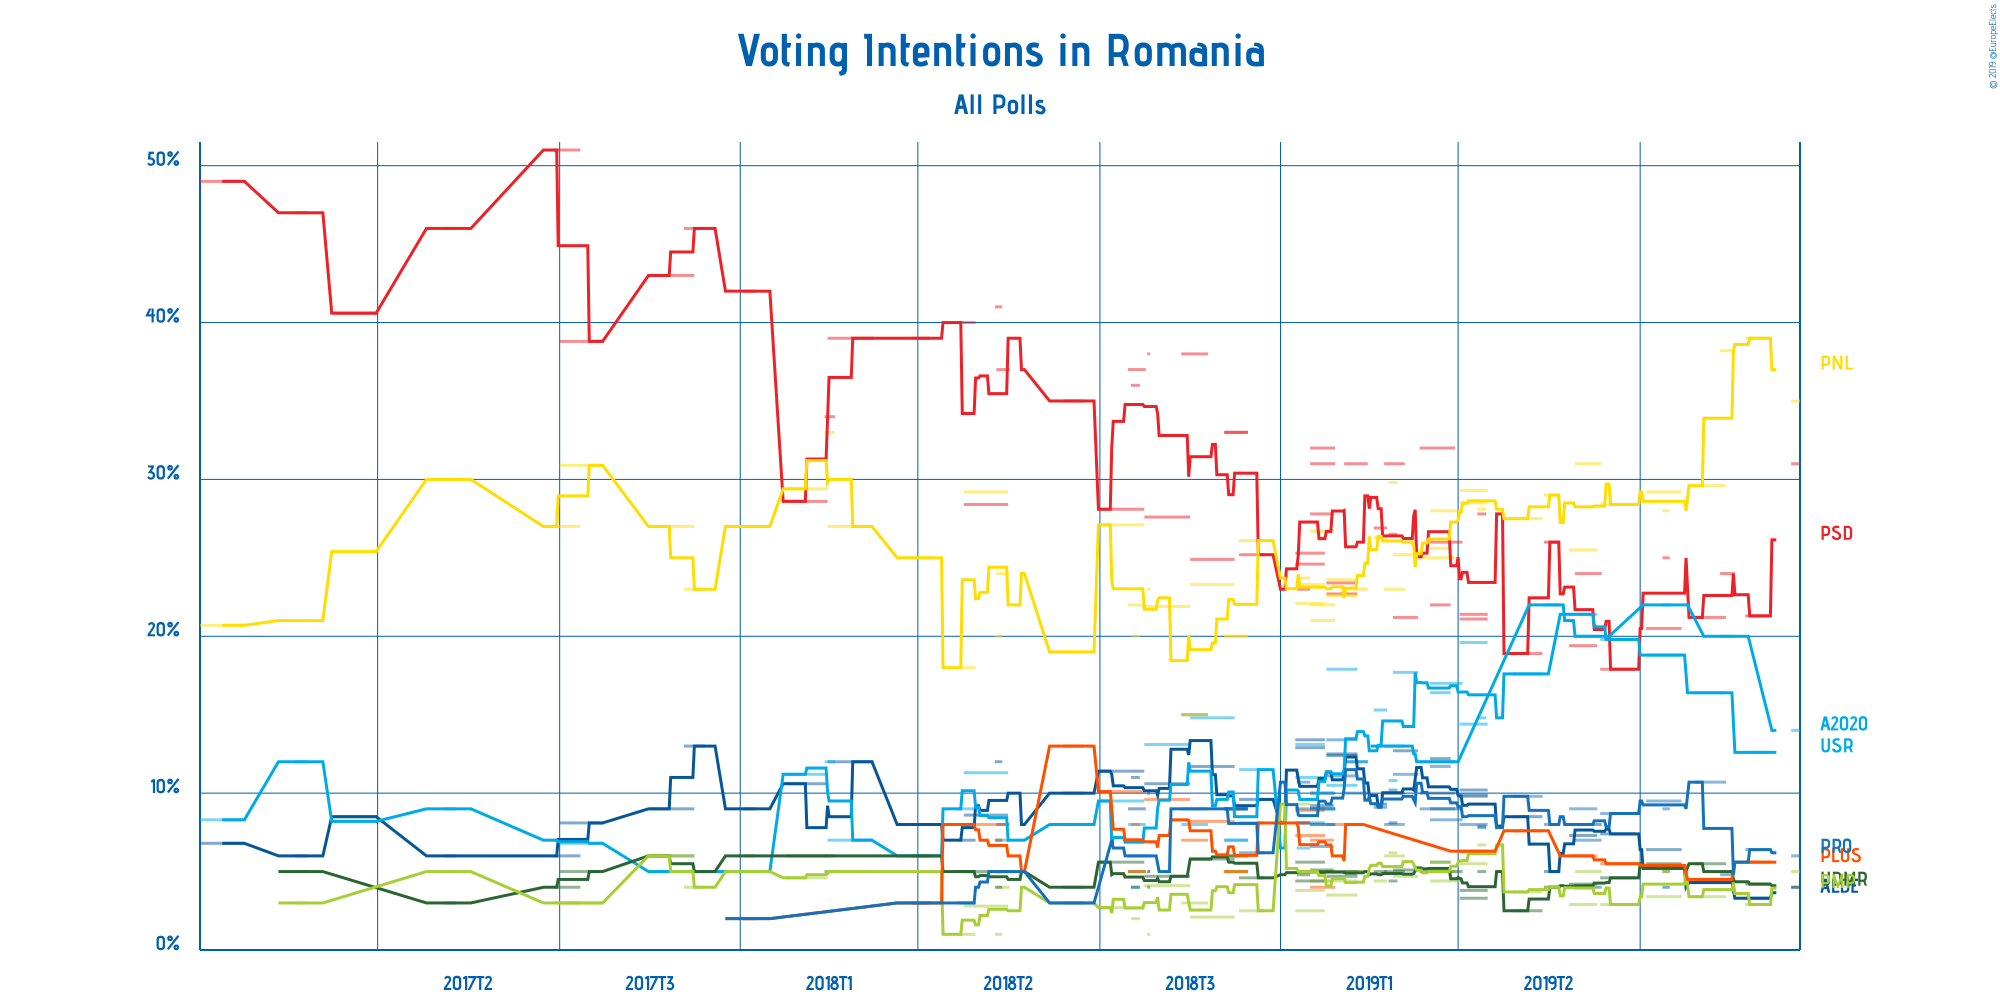 © 2019 @EuropeElects
Voting Intentions in Romania
All Polls
50%
40%
30%
20%
10%
0%
PNL
PSD
A2020
USR
PRO
PLUS
UDMR
PMP
ALDE
2017T2
2017T3
2018T1
2018T2
2018T3
2019T1
2019T2